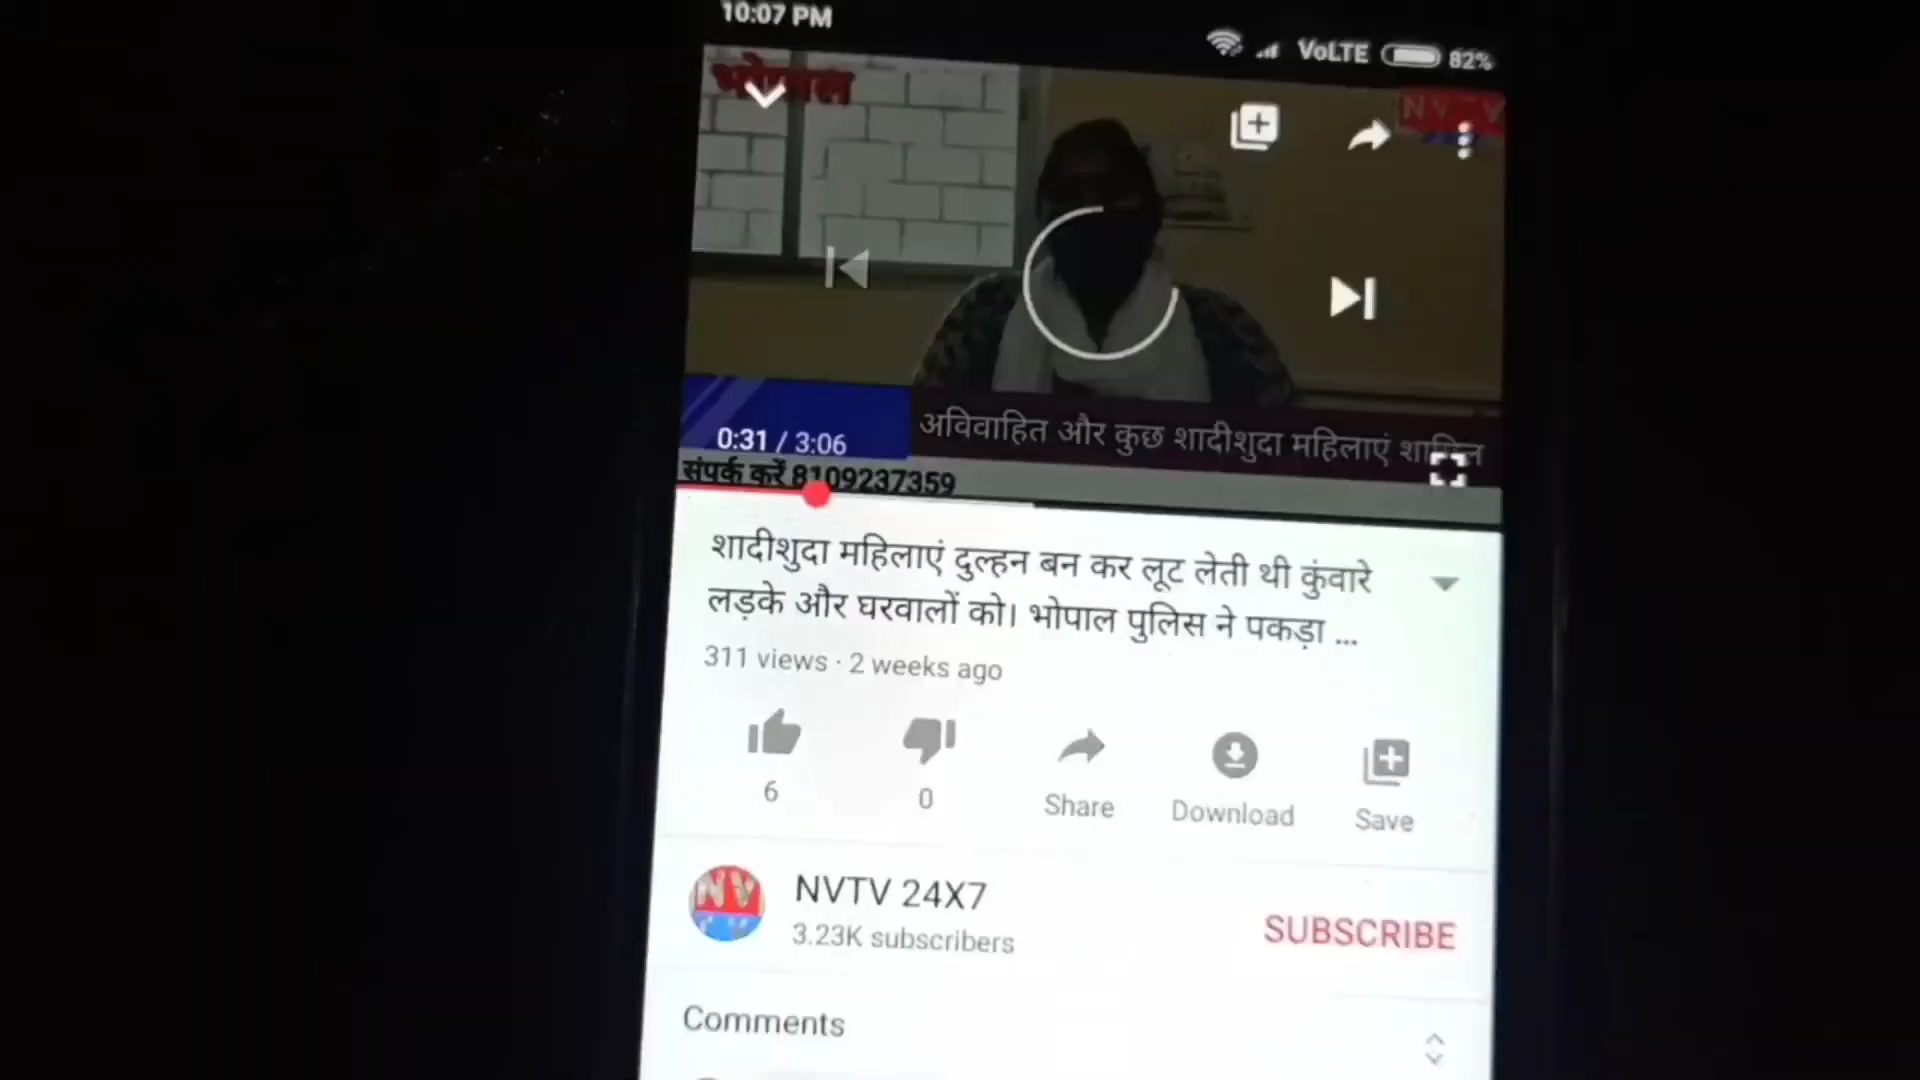 10:07 PM
VoLTE 82%
भोपाल
NVTV
अविवाहित और कुछ शादीशुदा महिलाएं शामिल
0:31 / 3:06
संपर्क करें 8109237359
शादीशुदा महिलाएं दुल्हन बन कर लूट लेती थी कुंवारे
लड़के और घरवालों को। भोपाल पुलिस ने पकड़ा ...
311 views · 2 weeks ago
6
0
Share
Download
Save
NV
NVTV 24X7
3.23K subscribers
SUBSCRIBE
Comments